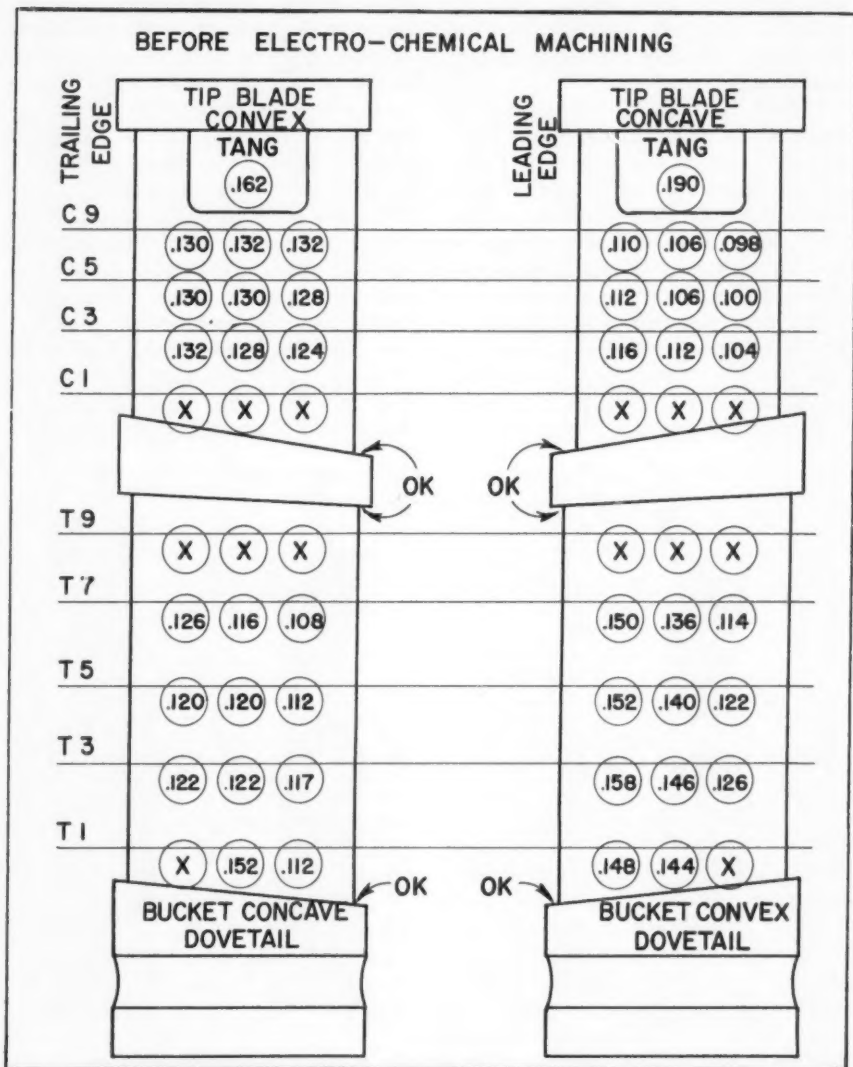 BEFORE ELECTRO-CHEMICAL MACHINING
TRAILING EDGE
TIP BLADE
CONVEX
TANG
.162
LEADING EDGE
TIP BLADE
CONCAVE
TANG
.190
C 9
.130 .132 .132 .110 .106 .098
C 5
.130 .130 .128 .112 .106 .100
C 3
.132 .128 .124 .116 .112 .104
C 1
X X X X X X
OK OK
T 9
X X X X X X
T 7
.126 .116 .108 .150 .136 .114
T 5
.120 .120 .112 .152 .140 .122
T 3
.122 .122 .117 .158 .146 .126
T 1
X .152 .112 .148 .144 X
OK OK
BUCKET CONCAVE
DOVETAIL
BUCKET CONVEX
DOVETAIL